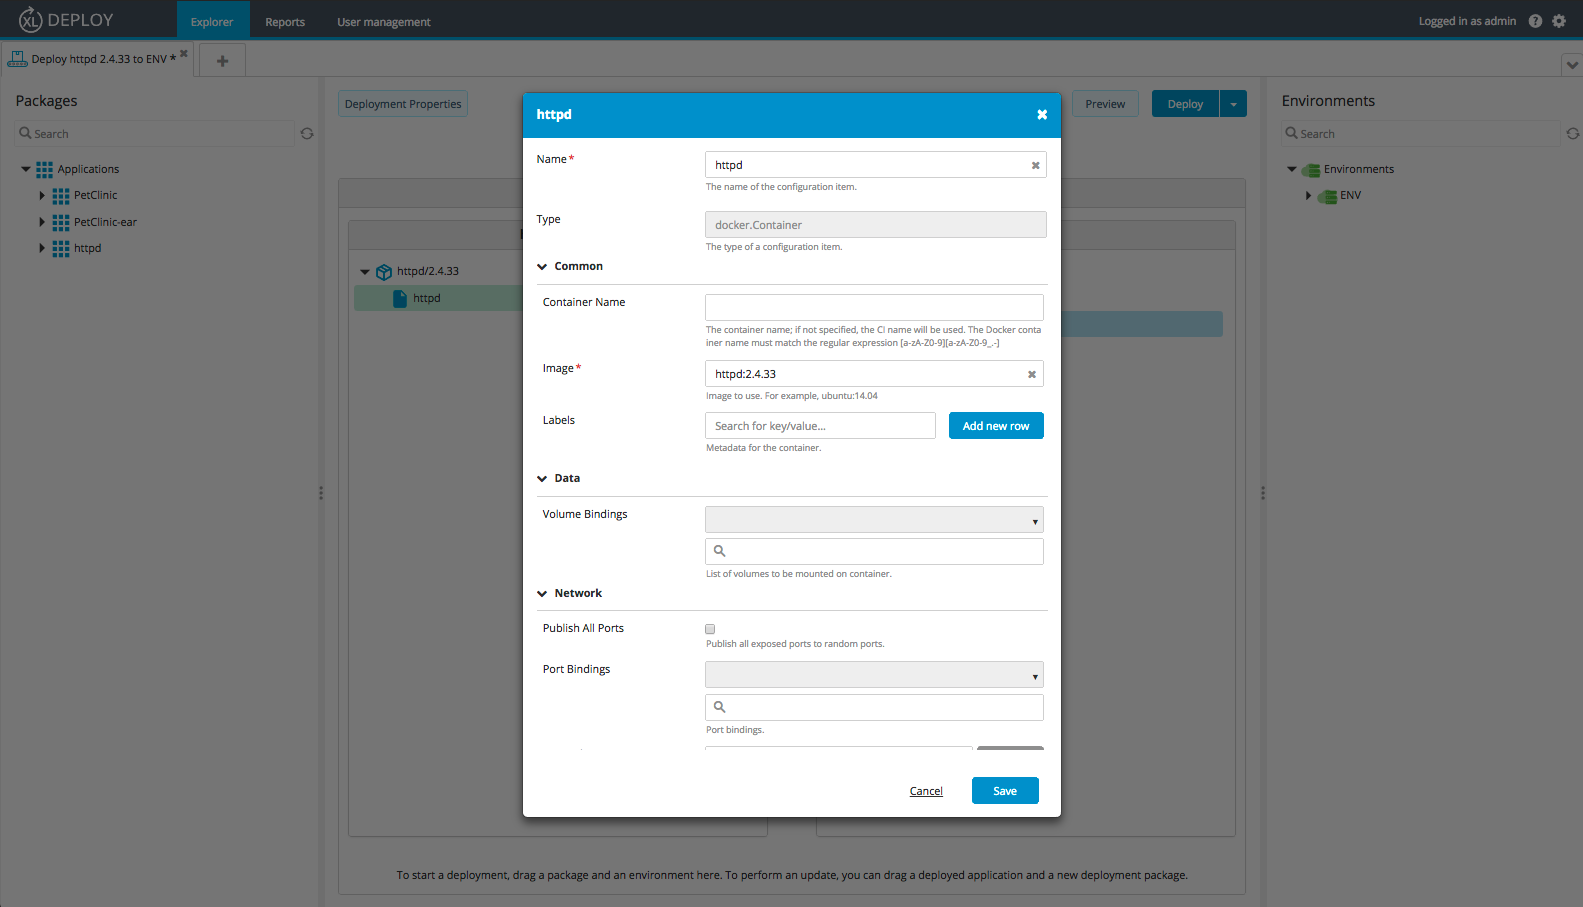 XL DEPLOY
Explorer
Reports
User management
Logged in as admin
Deploy httpd 2.4.33 to ENV *
Packages
Search
Applications
PetClinic
PetClinic-ear
httpd
Deployment Properties
Preview
Deploy
httpd/2.4.33
httpd
Environments
Search
Environments
ENV
httpd
Name*
httpd
The name of the configuration item.
Type
docker.Container
The type of a configuration item.
Common
Container Name
The container name; if not specified, the CI name will be used. The Docker conta
iner name must match the regular expression [a-zA-Z0-9][a-zA-Z0-9_.-]
Image*
httpd:2.4.33
Image to use. For example, ubuntu:14.04
Labels
Search for key/value...
Add new row
Metadata for the container.
Data
Volume Bindings
List of volumes to be mounted on container.
Network
Publish All Ports
Publish all exposed ports to random ports.
Port Bindings
Port bindings.
Cancel
Save
To start a deployment, drag a package and an environment here. To perform an update, you can drag a deployed application and a new deployment package.